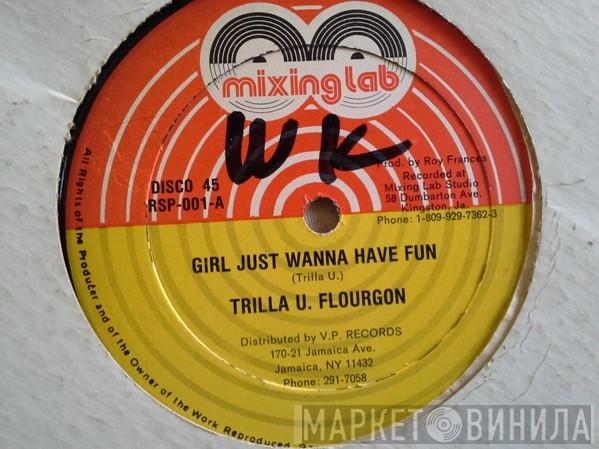 mixing lab
WK
DISCO 45
RSP-001-A
Prod. by Roy Frances
Recorded at
Mixing Lab Studio
58 Dumbarton Ave.
Kingston, Ja.
Phone: 1-809-929-7362-3
GIRL JUST WANNA HAVE FUN
(Trilla U.)
TRILLA U. FLOURGON
Distributed by V.P. RECORDS
170-21 Jamaica Ave.
Jamaica, NY 11432
Phone: 291-7058
All Rights of the Producer and of the Owner of the Work Reproduced
МАРКЕТ ВИНИЛА